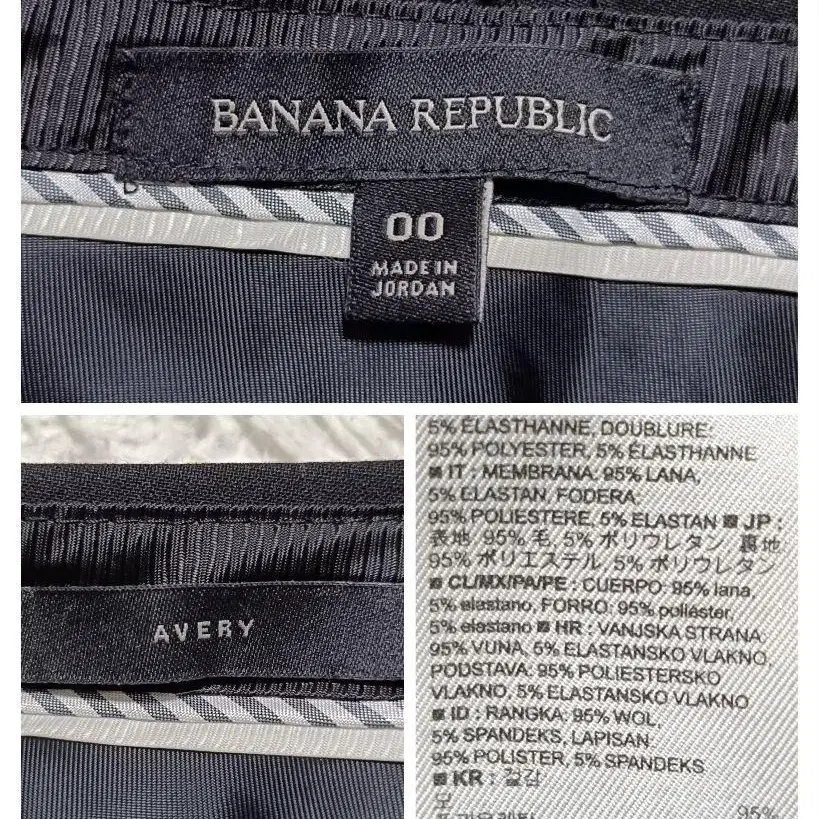 BANANA REPUBLIC
00
MADE IN
JORDAN
AVERY
5% ÉLASTHANNE, DOUBLURE:
95% POLYESTER, 5% ÉLASTHANNE
■ IT : MEMBRANA: 95% LANA,
5% ELASTAN, FODERA:
95% POLIESTERE, 5% ELASTAN ■ JP :
表地: 95% 毛, 5% ポリウレタン, 裏地:
95% ポリエステル, 5% ポリウレタン
■ CL/MX/PA/PE : CUERPO: 95% lana,
5% elastano, FORRO: 95% poliéster,
5% elastano ■ HR : VANJSKA STRANA:
95% VUNA, 5% ELASTANSKO VLAKNO,
PODSTAVA: 95% POLIESTERSKO
VLAKNO, 5% ELASTANSKO VLAKNO
■ ID : RANGKA: 95% WOL,
5% SPANDEKS, LAPISAN:
95% POLISTER, 5% SPANDEKS
■ KR : 겉감
모 95%